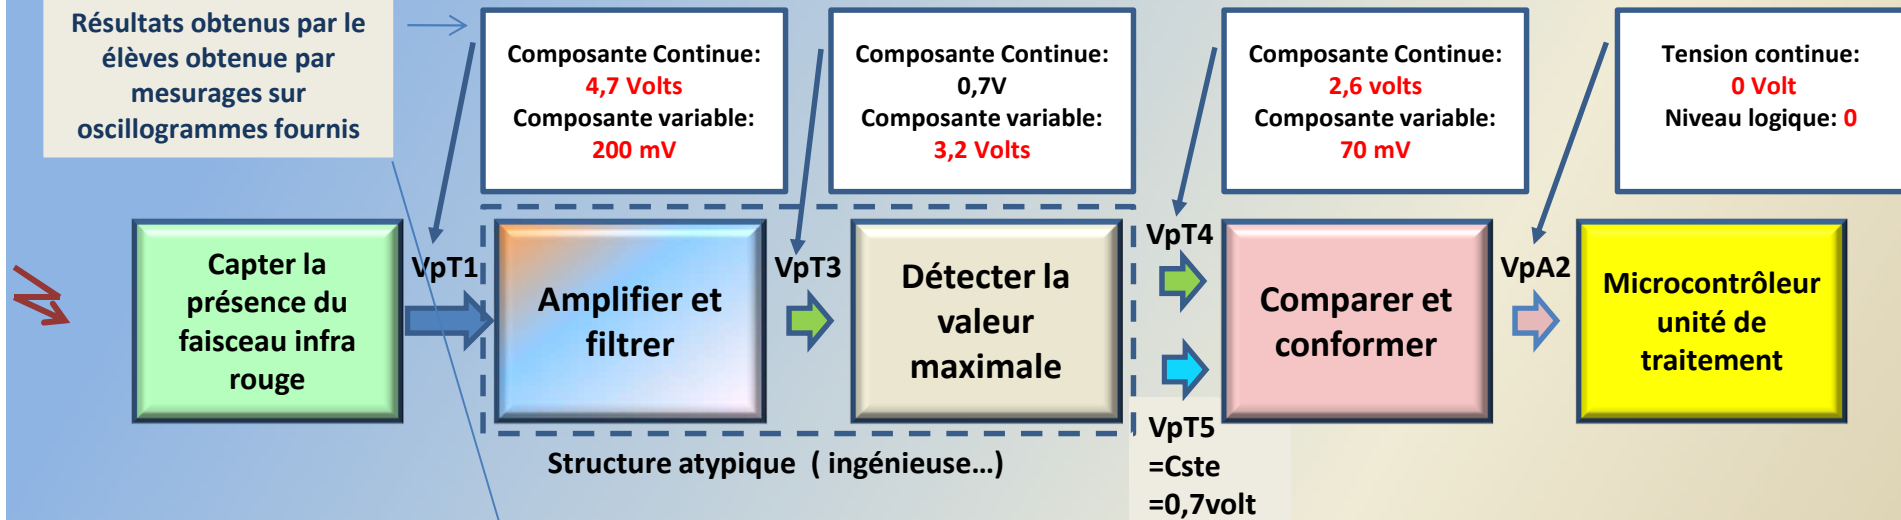 Résultats obtenus par le
élèves obtenue par
mesurages sur
oscillogrammes fournis
Composante Continue:
4,7 Volts
Composante variable:
200 mV
Composante Continue:
0,7V
Composante variable:
3,2 Volts
Composante Continue:
2,6 volts
Composante variable:
70 mV
Tension continue:
0 Volt
Niveau logique: 0
Capter la
présence du
faisceau infra
rouge
VpT1
Amplifier et
filtrer
VpT3
Détecter la
valeur
maximale
VpT4
VpT5
=Cste
=0,7volt
Comparer et
conformer
VpA2
Microcontrôleur
unité de
traitement
Structure atypique ( ingénieuse...)